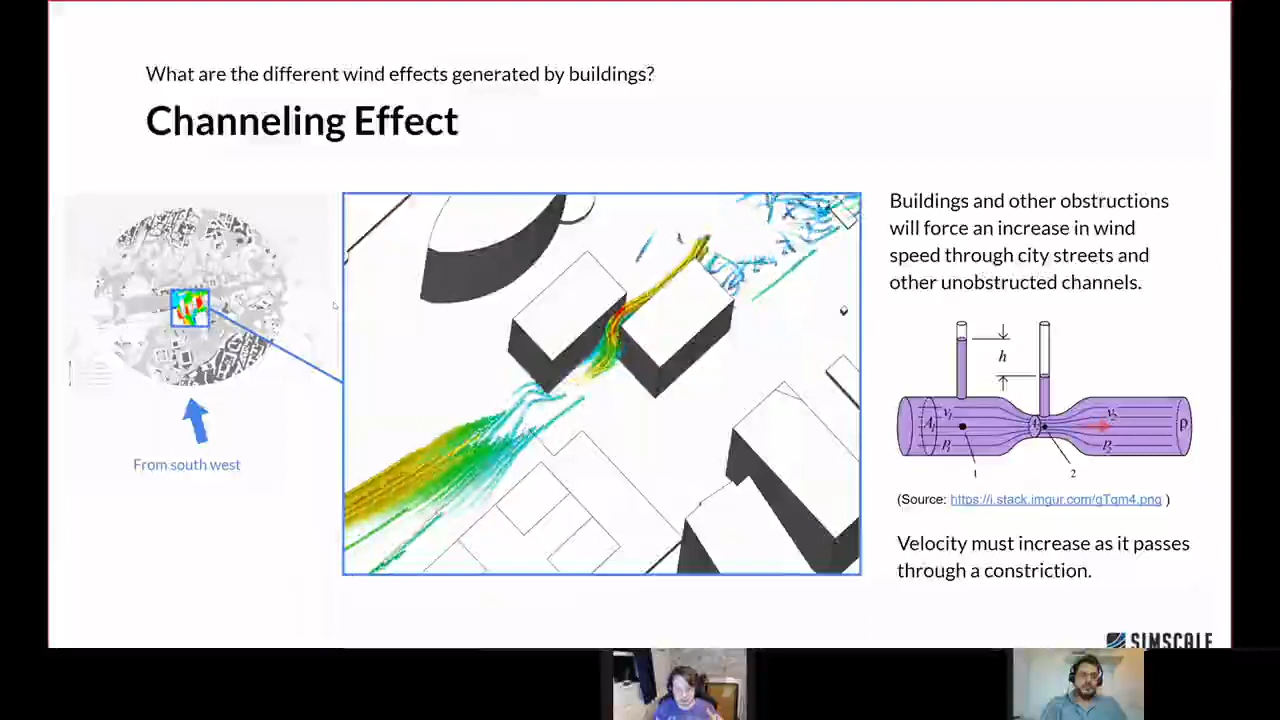 What are the different wind effects generated by buildings?
Channeling Effect
Buildings and other obstructions
will force an increase in wind
speed through city streets and
other unobstructed channels.
From south west
h
1
2
(Source: https://i.stack.imgur.com/gTqm4.png )
Velocity must increase as it passes
through a constriction.
SIMSCALE